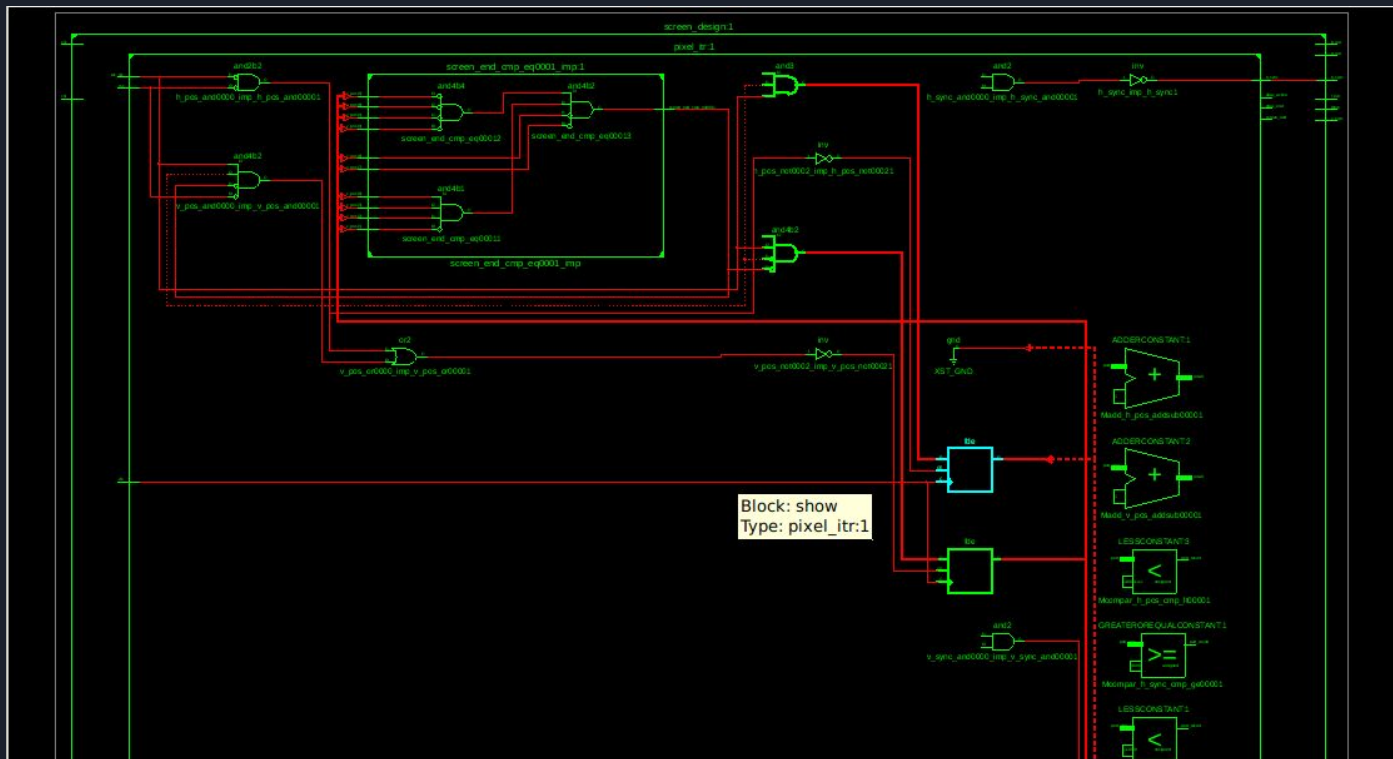 screen_design:1
pixel_itr:1
and2b2
h_pos_and0000_imp_h_pos_and00001
and4b2
v_pos_and0000_imp_v_pos_and00001
screen_end_cmp_eq0001_imp:1
and4b4
screen_end_cmp_eq00012
and4b2
screen_end_cmp_eq00013
and4b1
screen_end_cmp_eq00011
screen_end_cmp_eq0001_imp
and3
and2
h_sync_and0000_imp_h_sync_and00001
inv
h_sync_imp_h_sync1
inv
h_pos_not0002_imp_h_pos_not00021
and4b2
or2
v_pos_or0000_imp_v_pos_or00001
inv
v_pos_not0002_imp_v_pos_not00021
gnd
XST_GND
ADDERCONSTANT:1
+
Madd_h_pos_addsub00001
fde
ADDERCONSTANT:2
+
Madd_v_pos_addsub00001
Block: show
Type: pixel_itr:1
fde
LESSCONSTANT:3
<
Mcompar_h_pos_cmp_lt00001
and2
v_sync_and0000_imp_v_sync_and00001
GREATEROREQUALCONSTANT:1
>=
Mcompar_h_sync_cmp_ge00001
LESSCONSTANT:1
<